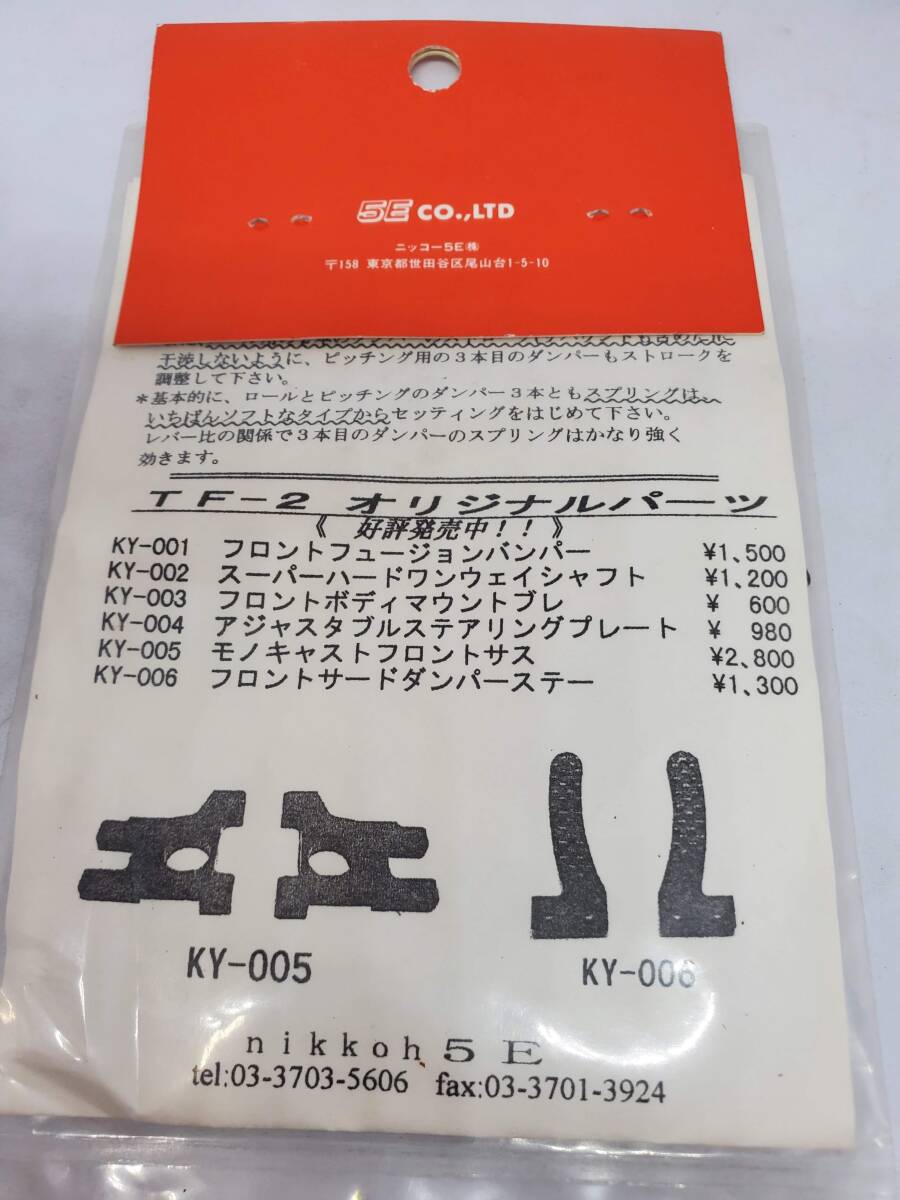 5E CO.,LTD
ニッコー5E㈱
〒158 東京都世田谷区尾山台1-5-10
干渉しないように、ピッチング用の３本目のダンパーもストロークを
調整して下さい。
＊基本的に、ロールとピッチングのダンパー３本ともスプリングは、
いちばんソフトなタイプからセッティングをはじめて下さい。
レバー比の関係で３本目のダンパーのスプリングはかなり強く
効きます。
ＴＦ－２ オリジナルパーツ
《 好評発売中！！ 》
KY-001 フロントフュージョンバンパー ¥1,500
KY-002 スーパーハードワンウェイシャフト ¥1,200
KY-003 フロントボディマウントブレ ¥ 600
KY-004 アジャスタブルステアリングプレート ¥ 980
KY-005 モノキャストフロントサス ¥2,800
KY-006 フロントサードダンパーステー ¥1,300
KY-005
KY-006
nikkoh５Ｅ
tel:03-3703-5606 fax:03-3701-3924